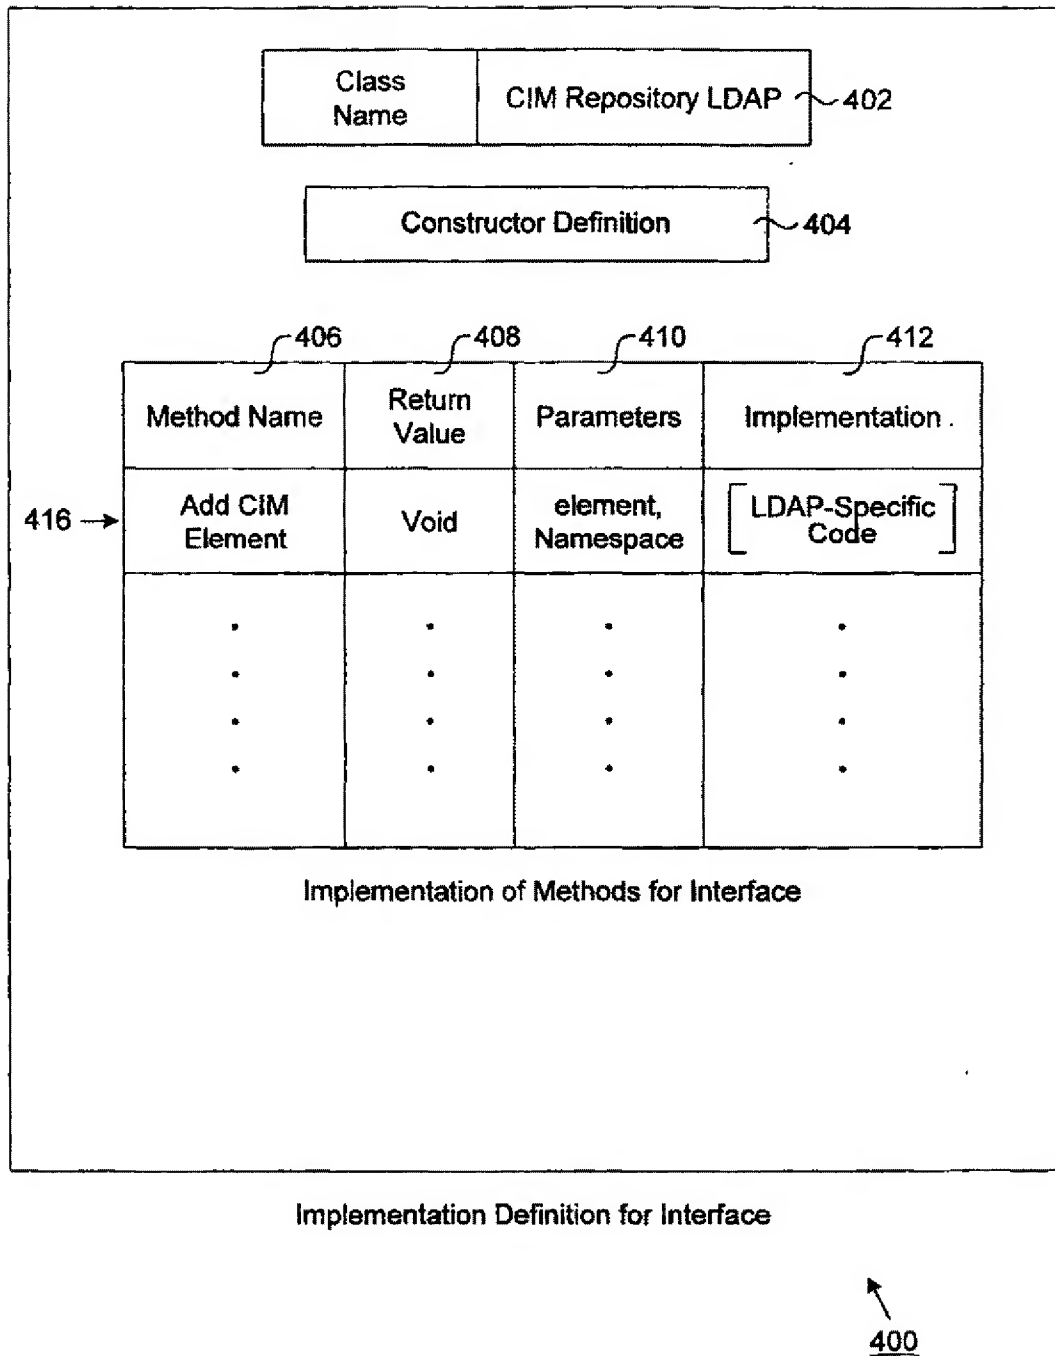 Class
Name
CIM Repository LDAP
402
Constructor Definition
404
406
408
410
412
Method Name
Return
Value
Parameters
Implementation
416
Add CIM
Element
Void
element,
Namespace
LDAP-Specific
Code
Implementation of Methods for Interface
Implementation Definition for Interface
400